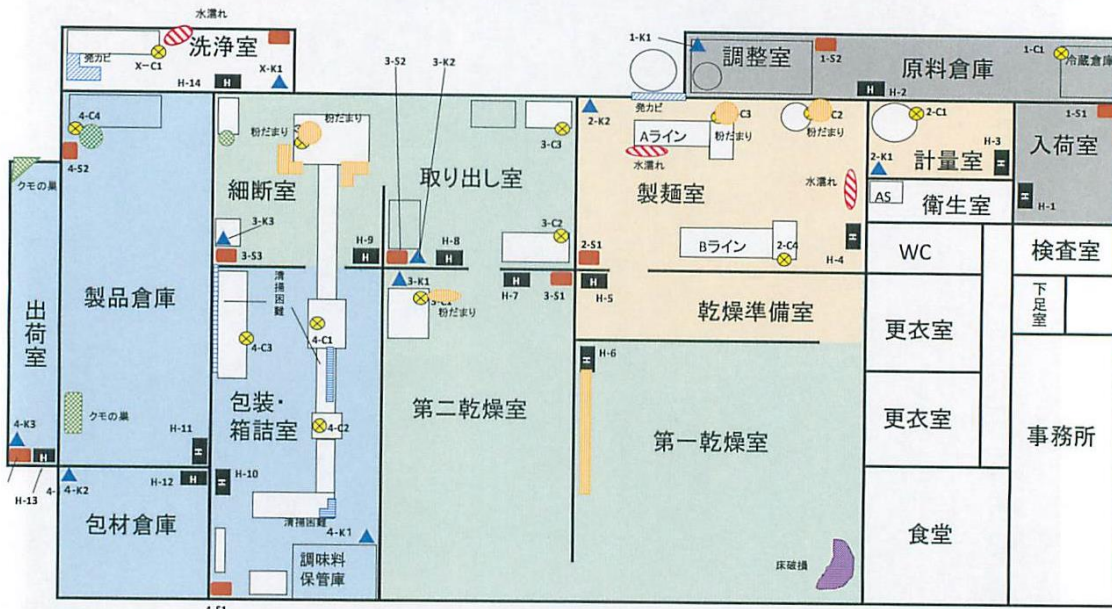 水濡れ
洗浄室
発カビ
X-C1
H-14
H
X-K1
3-S2
3-K2
1-K1
調整室
1-S2
1-C1
冷蔵倉庫
原料倉庫
H
H-2
4-C4
4-S2
クモの巣
粉だまり
粉だまり
細断室
3-K3
3-S3
H-9
H
取り出し室
3-C3
3-C2
H-8
H
発カビ
2-K2
Aライン
C3
粉だまり
C2
粉だまり
水濡れ
製麺室
水濡れ
Bライン
2-C4
2-S1
H-4
H
2-C1
2-K1
計量室
H-3
H
1-S1
入荷室
H-1
H
AS
衛生室
WC
検査室
下足室
出荷室
製品倉庫
クモの巣
4-K3
H
H-13
H-11
H
4-
4-K2
H-12
H
包材倉庫
清掃困難
4-C3
4-C1
包装・
箱詰室
4-C2
H-10
H
清掃困難
4-K1
調味料
保管庫
3-K1
粉だまり
H
H-7
3-S1
第二乾燥室
H
H-5
乾燥準備室
H
H-6
第一乾燥室
床破損
更衣室
更衣室
事務所
食堂